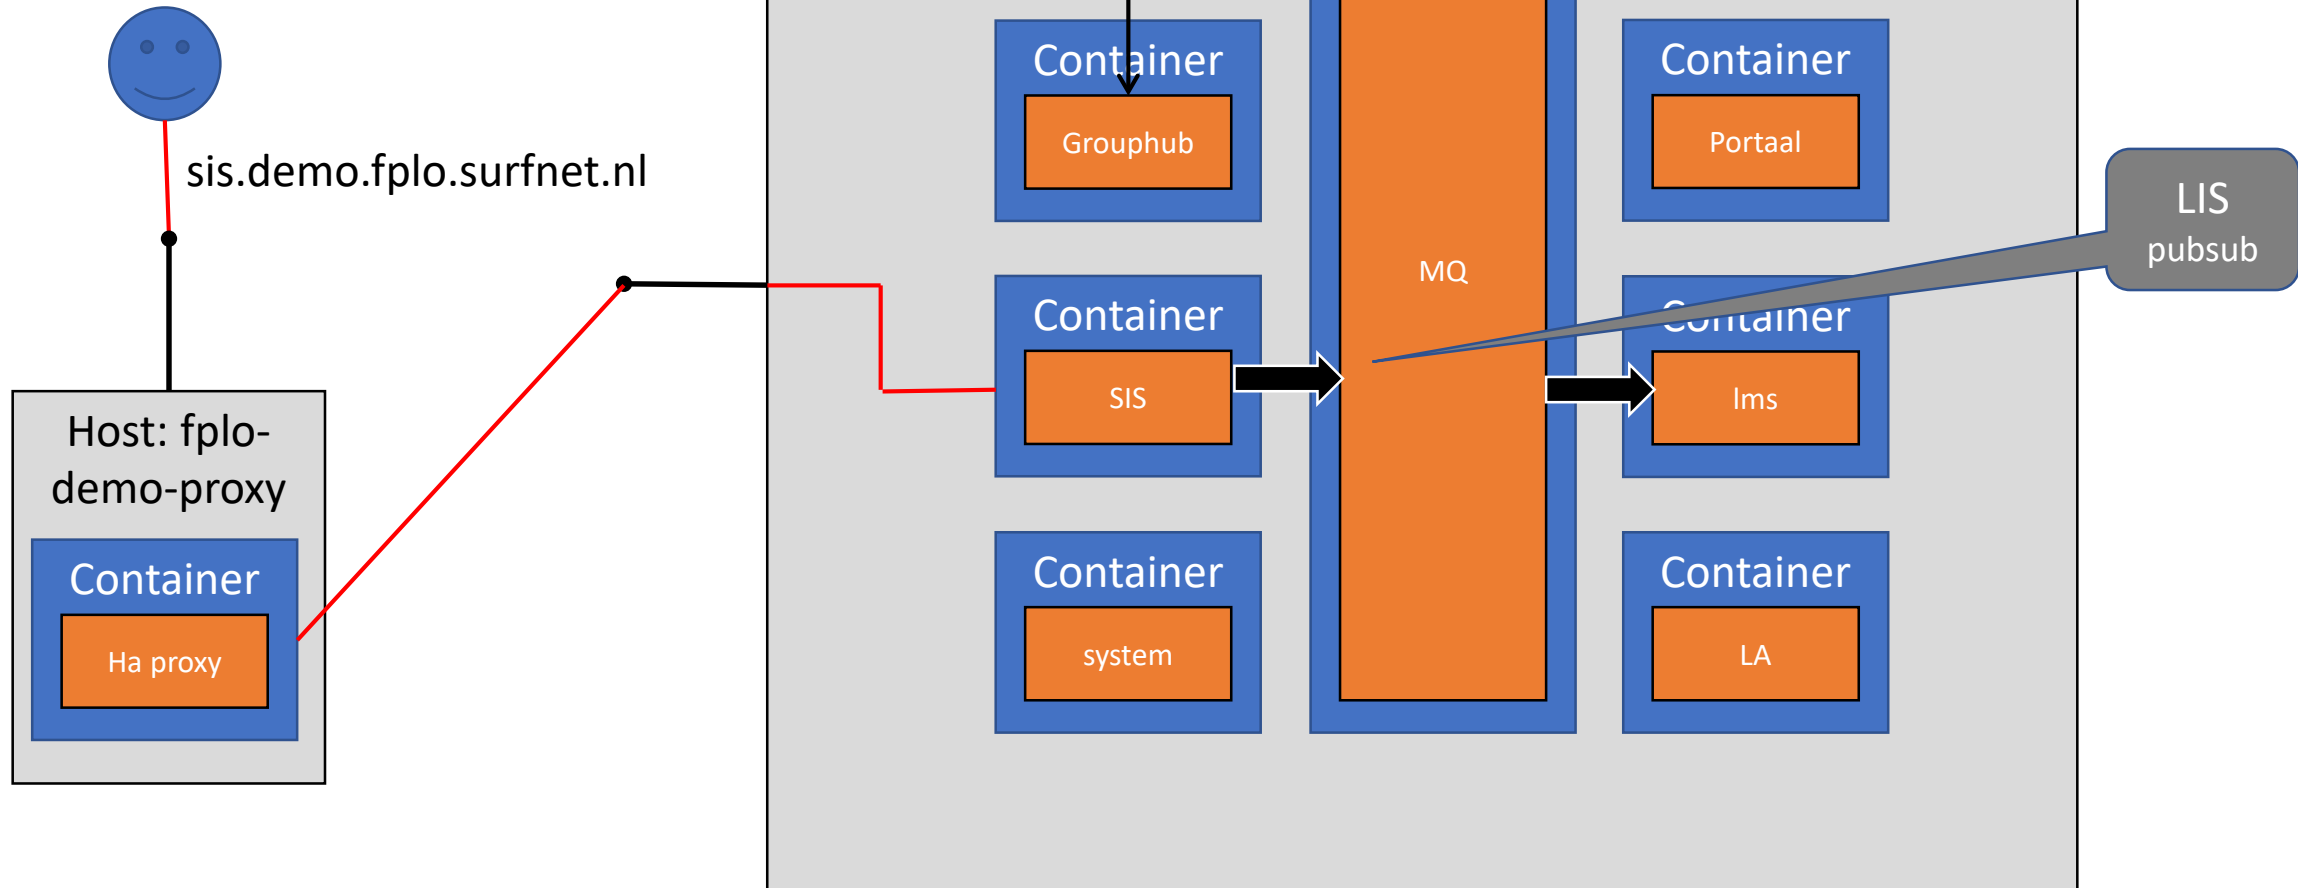 sis.demo.fplo.surfnet.nl
Host: fplo-
demo-proxy
Container
Ha proxy
Container
Grouphub
Container
SIS
Container
system
MQ
Container
Portaal
Container
lms
Container
LA
LIS
pubsub